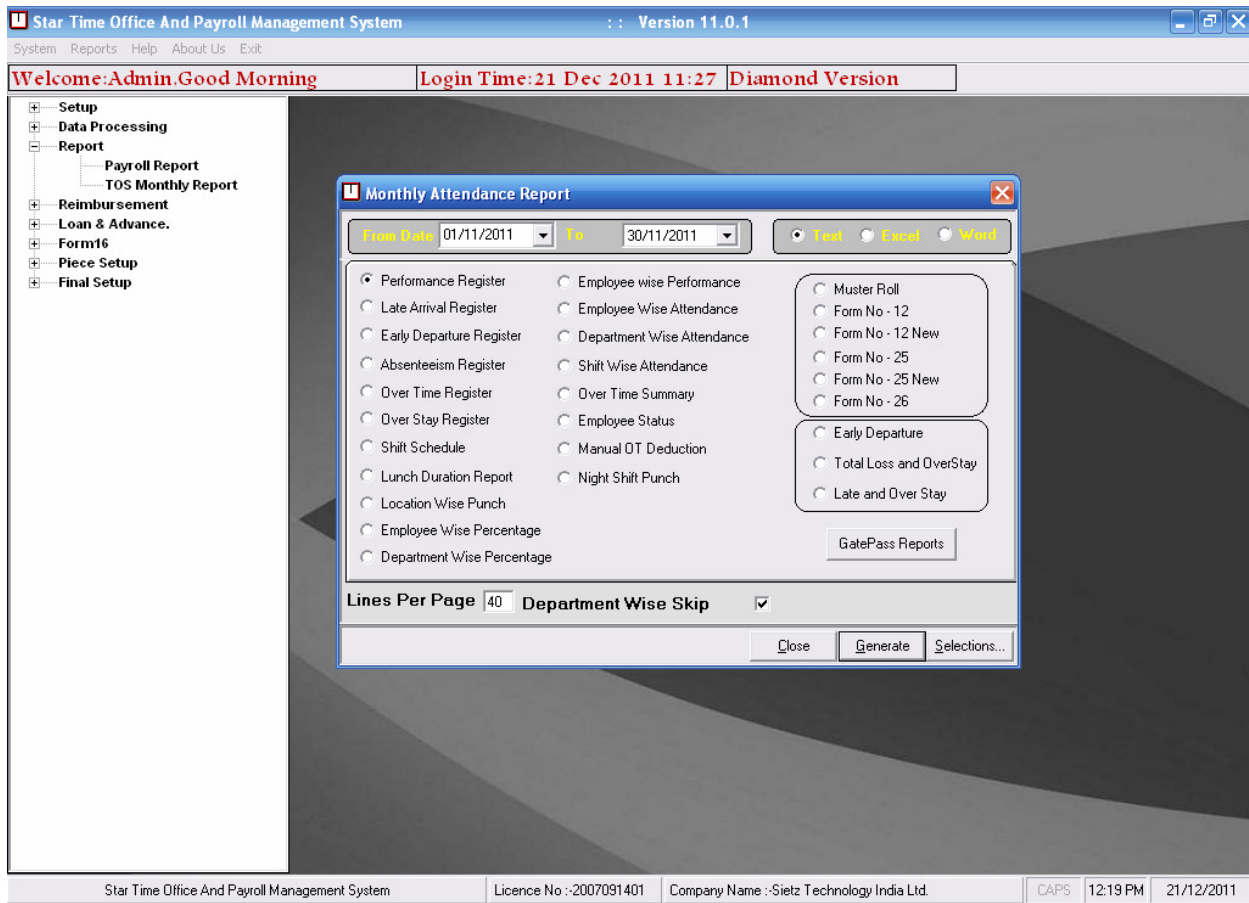 Star Time Office And Payroll Management System : : Version 11.0.1
System Reports Help About Us Exit
Welcome:Admin.Good Morning Login Time:21 Dec 2011 11:27 Diamond Version
Setup
Data Processing
Report
Payroll Report
TOS Monthly Report
Reimbursement
Loan & Advance.
Form16
Piece Setup
Final Setup
Monthly Attendance Report
From Date 01/11/2011 To 30/11/2011 Text Excel Word
Performance Register
Late Arrival Register
Early Departure Register
Absenteeism Register
Over Time Register
Over Stay Register
Shift Schedule
Lunch Duration Report
Location Wise Punch
Employee Wise Percentage
Department Wise Percentage
Employee wise Performance
Employee Wise Attendance
Department Wise Attendance
Shift Wise Attendance
Over Time Summary
Employee Status
Manual OT Deduction
Night Shift Punch
Muster Roll
Form No - 12
Form No - 12 New
Form No - 25
Form No - 25 New
Form No - 26
Early Departure
Total Loss and OverStay
Late and Over Stay
GatePass Reports
Lines Per Page 40 Department Wise Skip
Close Generate Selections...
Star Time Office And Payroll Management System Licence No :-2007091401 Company Name :-Sietz Technology India Ltd. CAPS 12:19 PM 21/12/2011